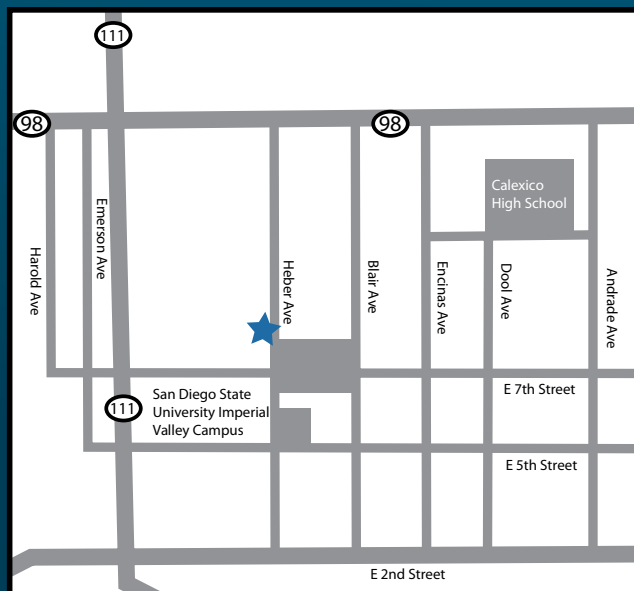 111
98
98
Calexico
High School
Harold Ave
Emerson Ave
Heber Ave
Blair Ave
Encinas Ave
Dool Ave
Andrade Ave
E 7th Street
111
San Diego State
University Imperial
Valley Campus
E 5th Street
E 2nd Street